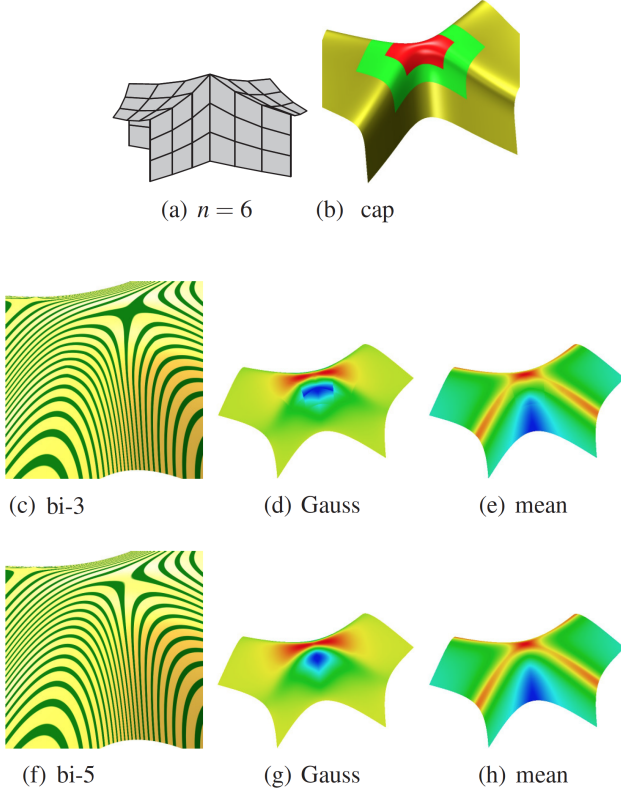 (a) n = 6
(b) cap
(c) bi-3
(d) Gauss
(e) mean
(f) bi-5
(g) Gauss
(h) mean